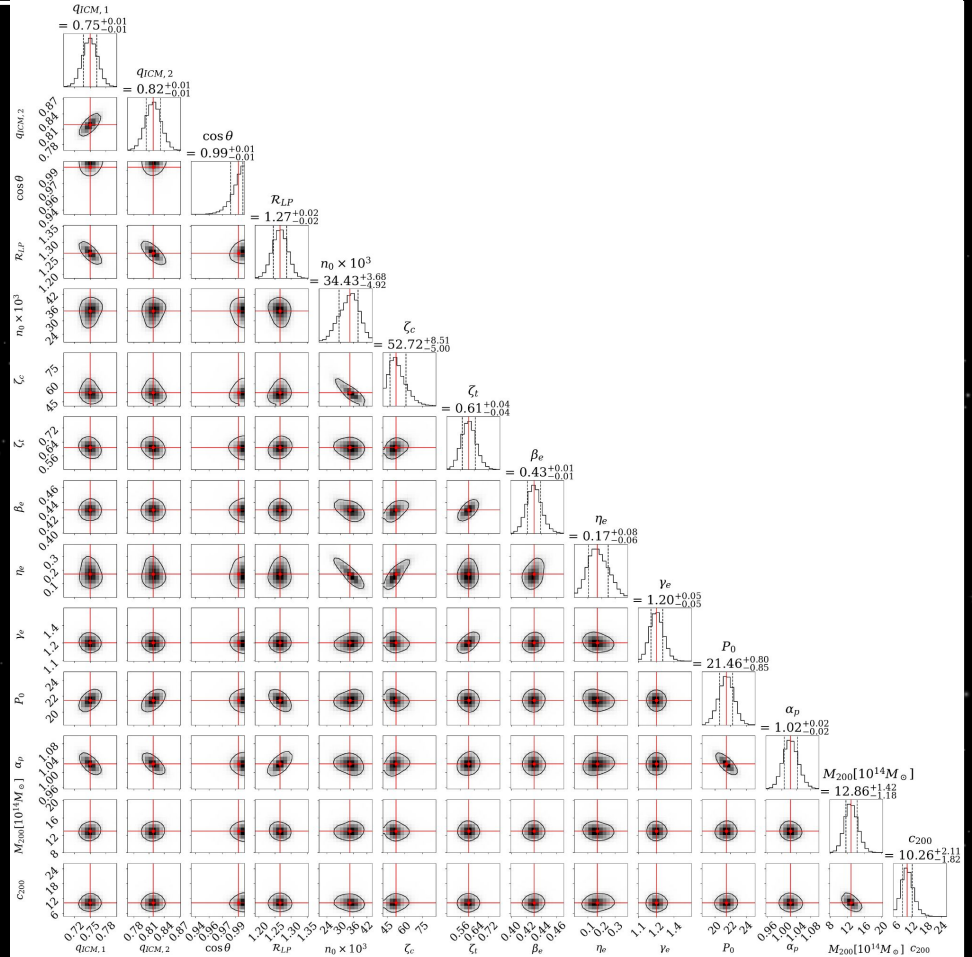 q_{ICM,1}
= 0.75^{+0.01}_{-0.01}
q_{ICM,2}
= 0.82^{+0.01}_{-0.01}
cos θ
= 0.99^{+0.01}_{-0.01}
R_{LP}
= 1.27^{+0.02}_{-0.02}
n_0 × 10^3
= 34.43^{+3.68}_{-4.92}
ζ_c
= 52.72^{+8.51}_{-5.00}
ζ_t
= 0.61^{+0.04}_{-0.04}
β_e
= 0.43^{+0.01}_{-0.01}
η_e
= 0.17^{+0.08}_{-0.06}
γ_e
= 1.20^{+0.05}_{-0.05}
P_0
= 21.46^{+0.80}_{-0.85}
α_p
= 1.02^{+0.02}_{-0.02}
M_{200}[10^{14}M_⊙]
= 12.86^{+1.42}_{-1.18}
c_{200}
= 10.26^{+2.11}_{-1.82}
q_{ICM,2} 0.87 0.84 0.81 0.78
cos θ 0.99 0.97 0.96 0.94
R_{LP} 1.35 1.30 1.25 1.20
n_0 × 10^3 42 36 30 24
ζ_c 75 60 45
ζ_t 0.72 0.64 0.56
β_e 0.46 0.44 0.42 0.40
η_e 0.3 0.2 0.1
γ_e 1.4 1.2 1.1
P_0 24 22 20
α_p 1.08 1.04 1.00 0.96
M_{200}[10^{14}M_⊙] 20 16 12 8
c_{200} 24 18 12 6
0.72 0.75 0.78 0.78 0.81 0.84 0.87 0.94 0.96 0.97 0.99 1.20 1.25 1.30 1.35 24 30 36 42 45 60 75 0.56 0.64 0.72 0.40 0.42 0.44 0.46 0.1 0.2 0.3 1.1 1.2 1.4 20 22 24 0.96 1.00 1.04 1.08 8 12 16 20 6 12 18 24
q_{ICM,1} q_{ICM,2} cos θ R_{LP} n_0 × 10^3 ζ_c ζ_t β_e η_e γ_e P_0 α_p M_{200}[10^{14}M_⊙] c_{200}